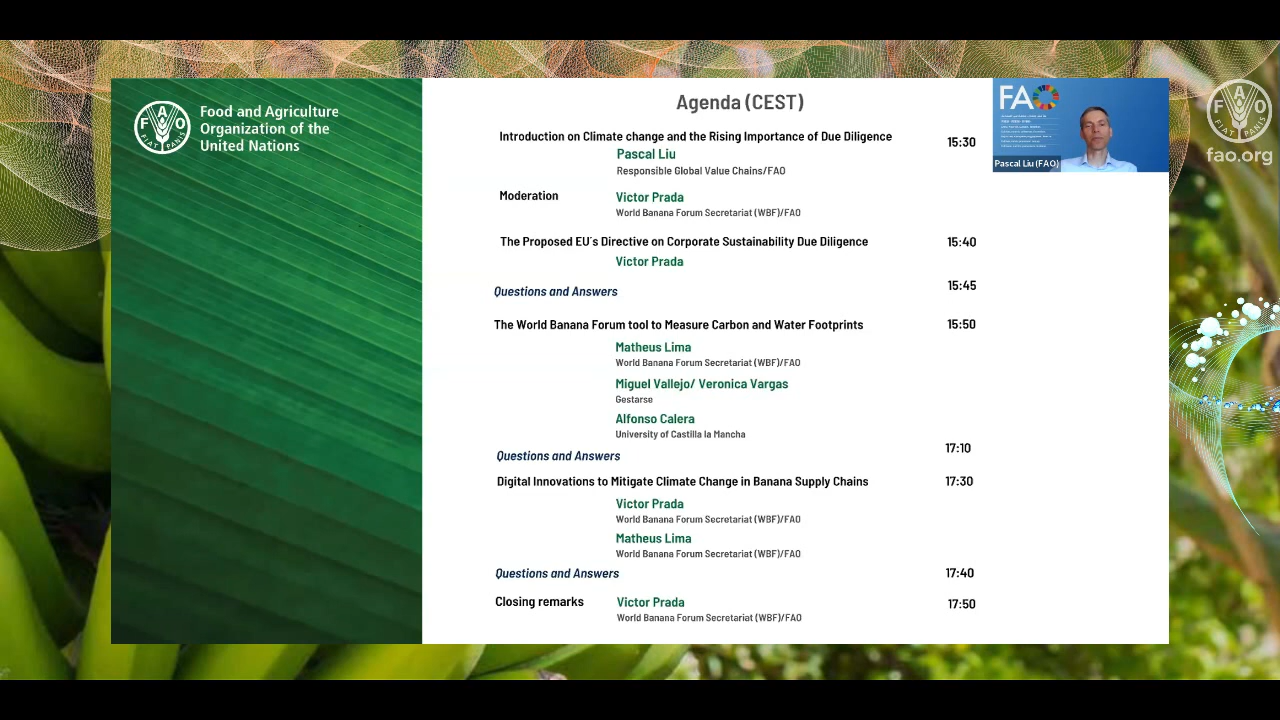 Food and Agriculture
Organization of the
United Nations
Agenda (CEST)
Introduction on Climate change and the Rising Importance of Due Diligence
15:30
Pascal Liu
Responsible Global Value Chains/FAO
Moderation
Victor Prada
World Banana Forum Secretariat (WBF)/FAO
The Proposed EU's Directive on Corporate Sustainability Due Diligence
15:40
Victor Prada
Questions and Answers
15:45
The World Banana Forum tool to Measure Carbon and Water Footprints
15:50
Matheus Lima
World Banana Forum Secretariat (WBF)/FAO
Miguel Vallejo/ Veronica Vargas
Gestarse
Alfonso Calera
University of Castilla la Mancha
Questions and Answers
17:10
Digital Innovations to Mitigate Climate Change in Banana Supply Chains
17:30
Victor Prada
World Banana Forum Secretariat (WBF)/FAO
Matheus Lima
World Banana Forum Secretariat (WBF)/FAO
Questions and Answers
17:40
Closing remarks
Victor Prada
17:50
World Banana Forum Secretariat (WBF)/FAO
FAO
Pascal Liu (FAO)
F A O
FIAT PANIS
fao.org
F A O
FIAT PANIS